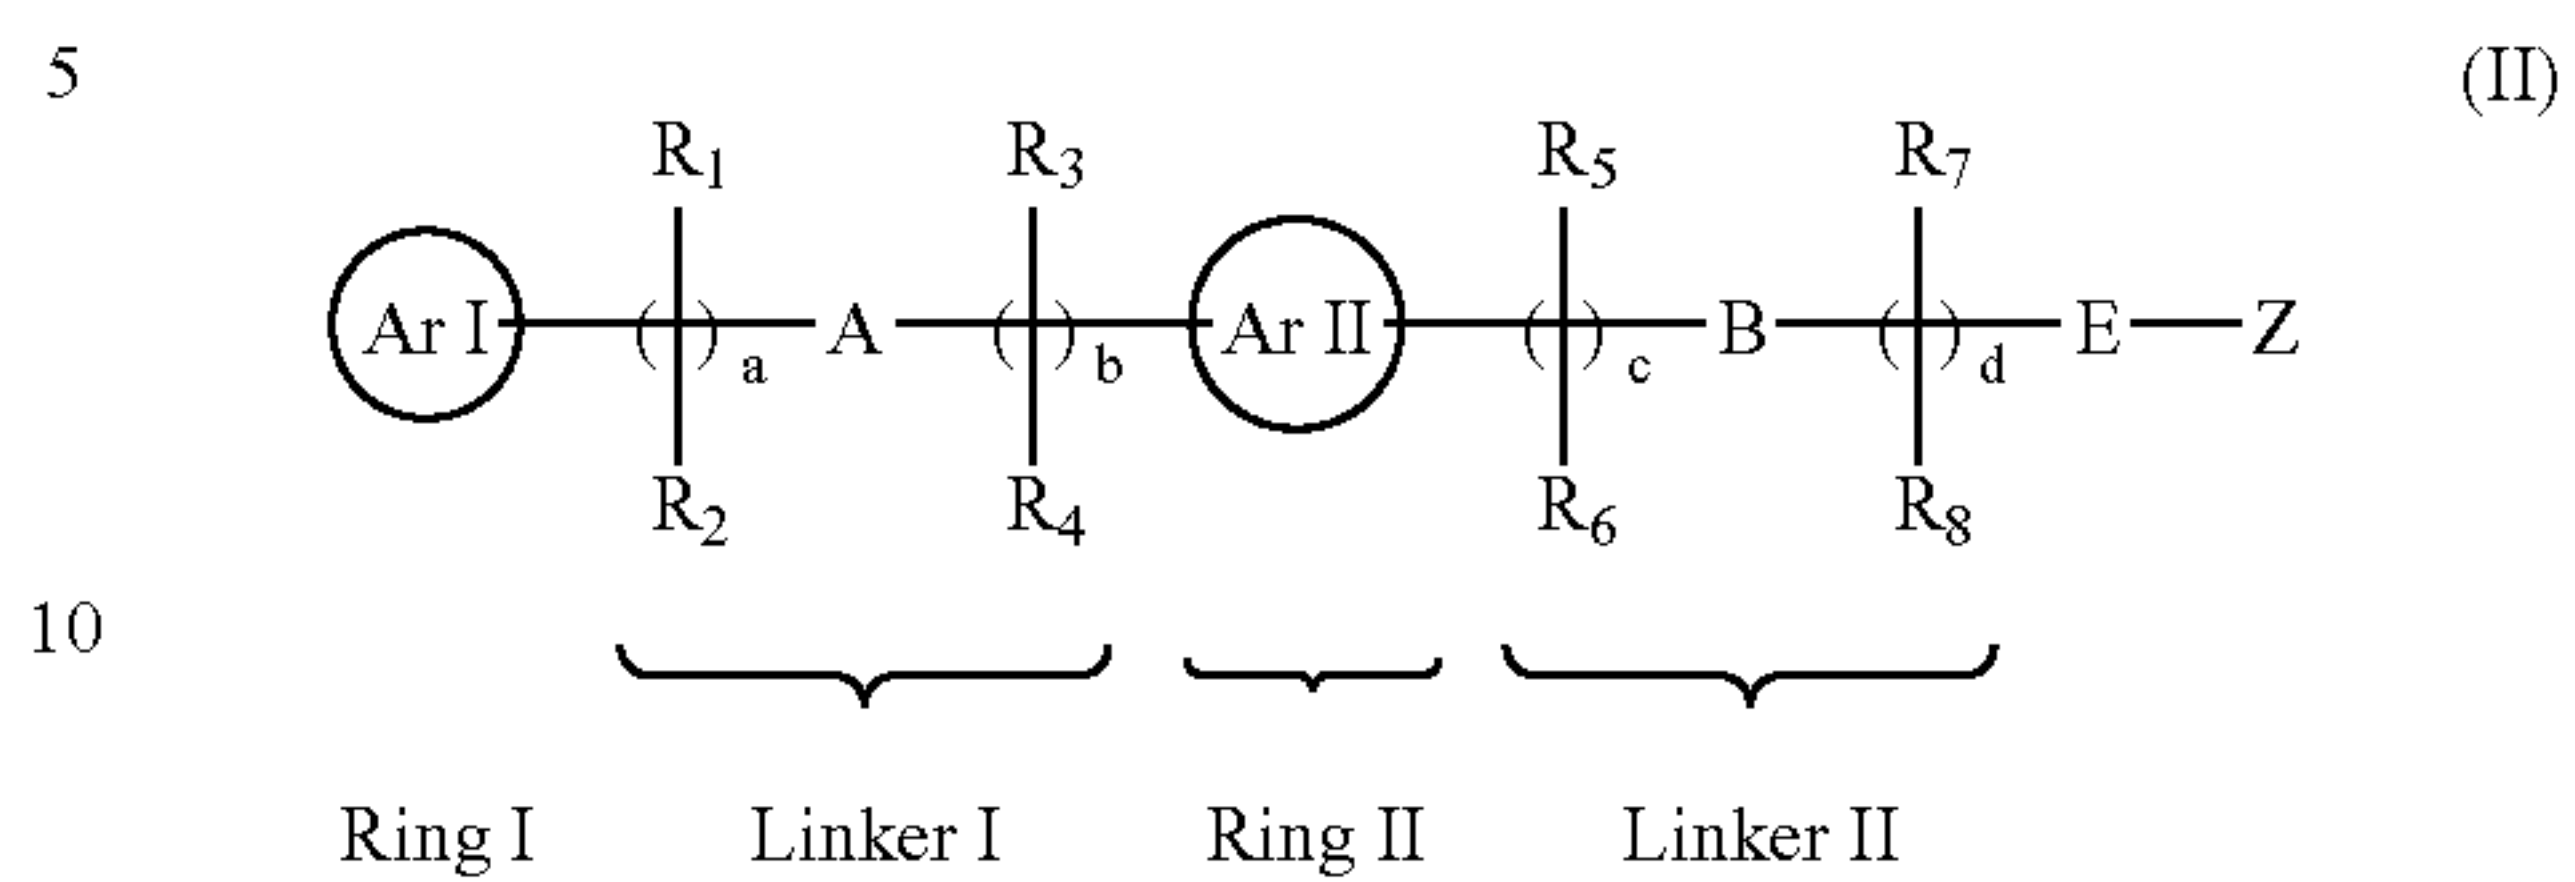 5 (II)
R1 R3 R5 R7
Ar I ( )a A ( )b Ar II ( )c B ( )d E Z
R2 R4 R6 R8
10
Ring I Linker I Ring II Linker II